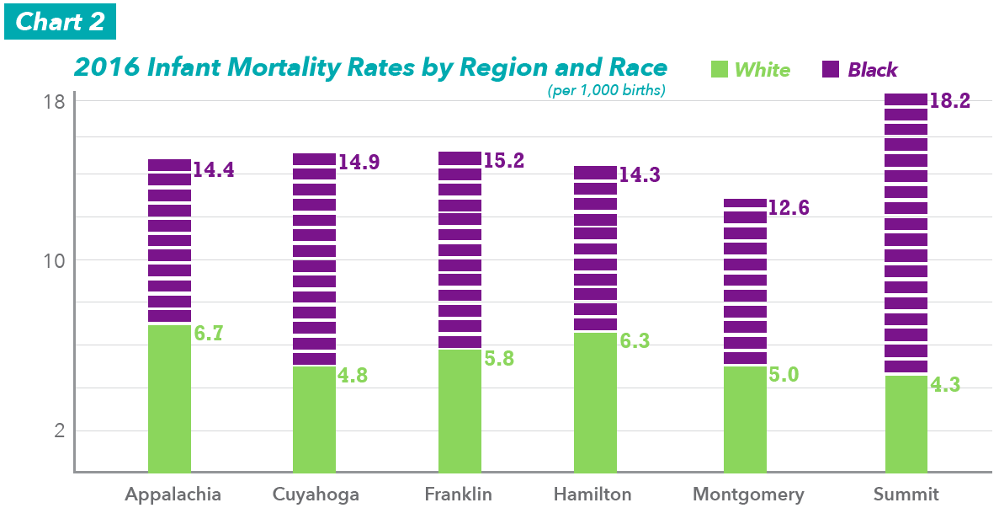 Chart 2
2016 Infant Mortality Rates by Region and Race
(per 1,000 births)
White
Black
18
10
2
14.4
6.7
14.9
4.8
15.2
5.8
14.3
6.3
12.6
5.0
18.2
4.3
Appalachia
Cuyahoga
Franklin
Hamilton
Montgomery
Summit